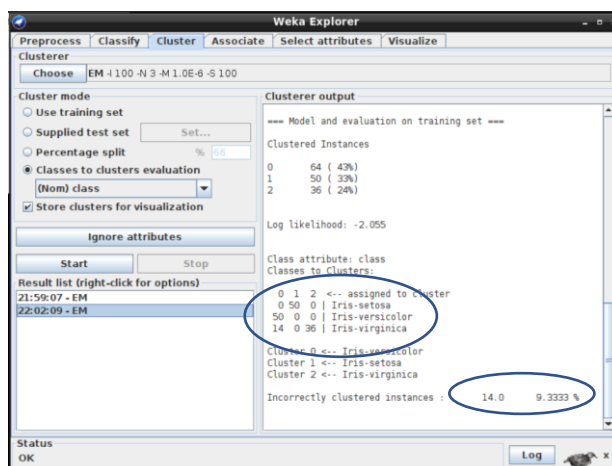 Weka Explorer
Preprocess Classify Cluster Associate Select attributes Visualize
Clusterer
Choose EM -I 100 -N 3 -M 1.0E-6 -S 100
Cluster mode
Use training set
Supplied test set Set...
Percentage split % 66
Classes to clusters evaluation
(Nom) class
Store clusters for visualization
Ignore attributes
Start Stop
Result list (right-click for options)
21:59:07 - EM
22:02:09 - EM
Clusterer output
=== Model and evaluation on training set ===
Clustered Instances
0 64 ( 43%)
1 50 ( 33%)
2 36 ( 24%)
Log likelihood: -2.055
Class attribute: class
Classes to Clusters:
0 1 2 <-- assigned to cluster
0 50 0 | Iris-setosa
50 0 0 | Iris-versicolor
14 0 36 | Iris-virginica
Cluster 0 <-- Iris-versicolor
Cluster 1 <-- Iris-setosa
Cluster 2 <-- Iris-virginica
Incorrectly clustered instances : 14.0 9.3333 %
Status
OK
Log
x 0